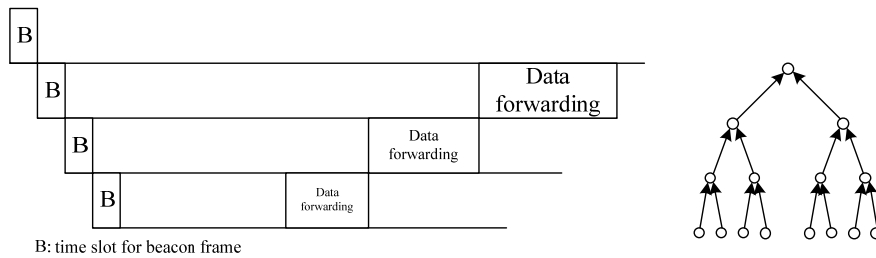 B
B
Data
forwarding
B
Data
forwarding
B
Data
forwarding
B: time slot for beacon frame